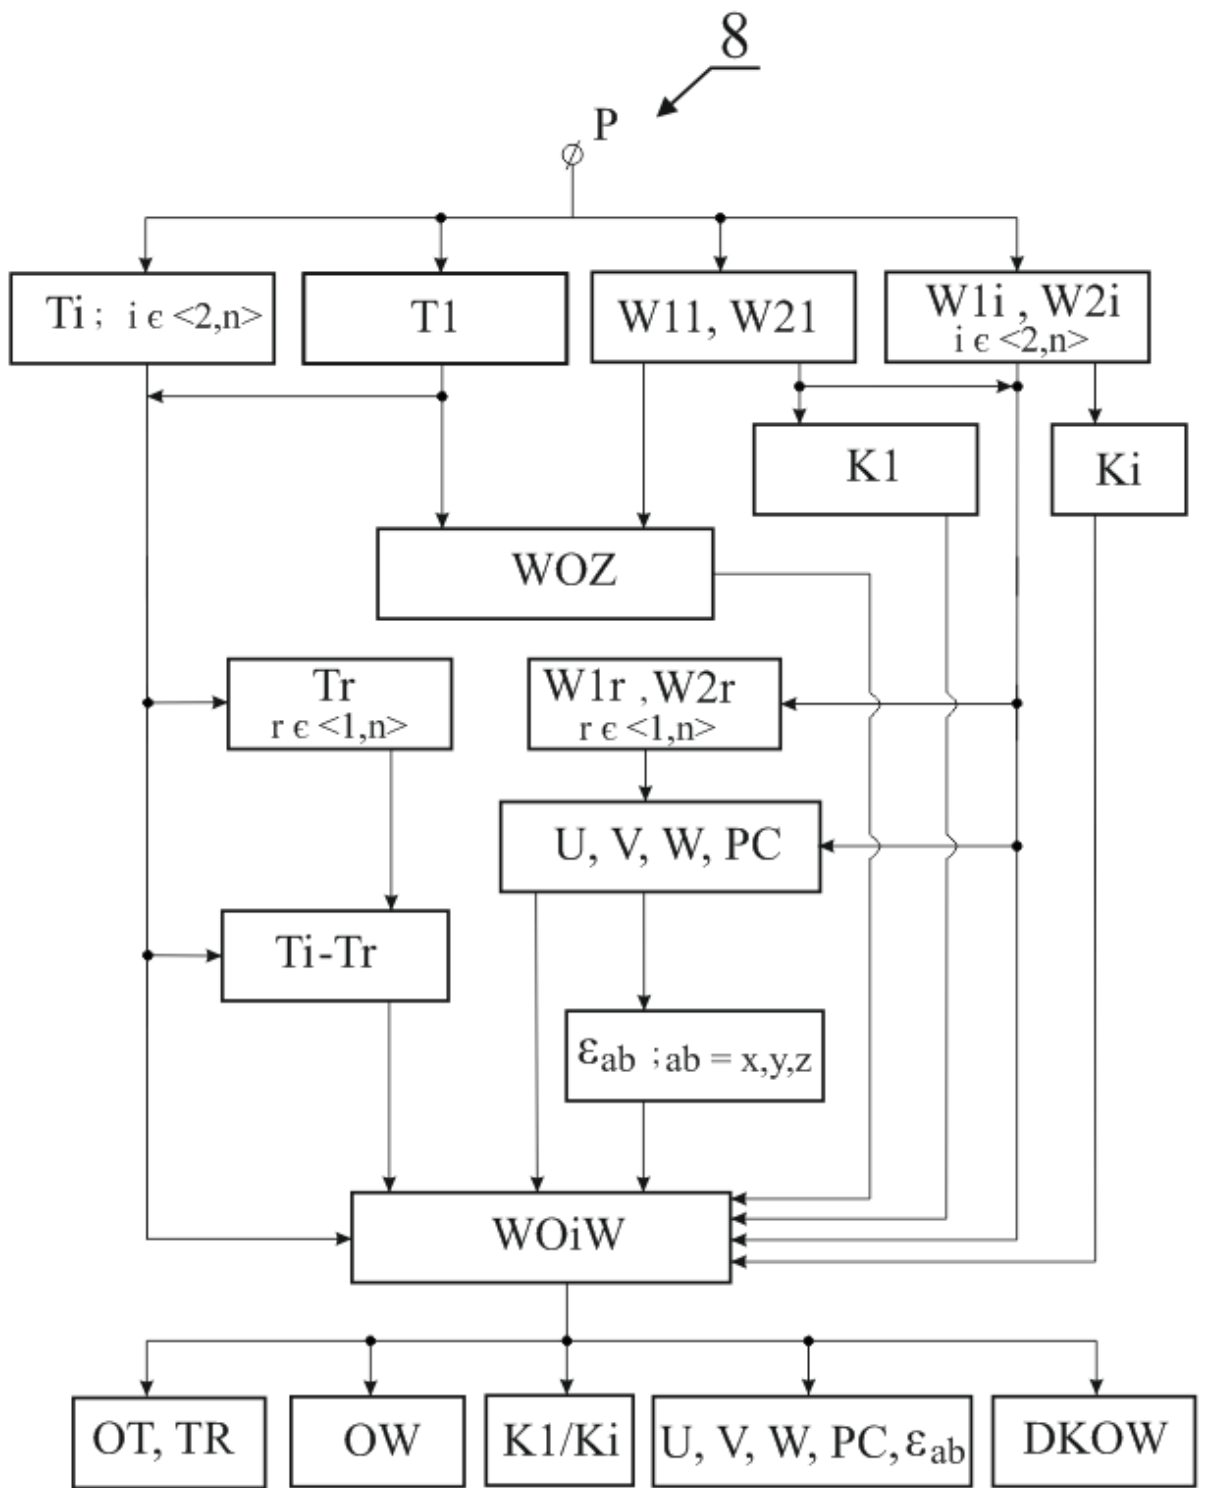 8
P
Ti ; i ϵ <2,n>
T1
W11, W21
W1i , W2i
i ϵ <2,n>
K1
Ki
WOZ
Tr
r ϵ <1,n>
W1r , W2r
r ϵ <1,n>
U, V, W, PC
Ti-Tr
εab ; ab = x,y,z
WOiW
OT, TR
OW
K1/Ki
U, V, W, PC, εab
DKOW